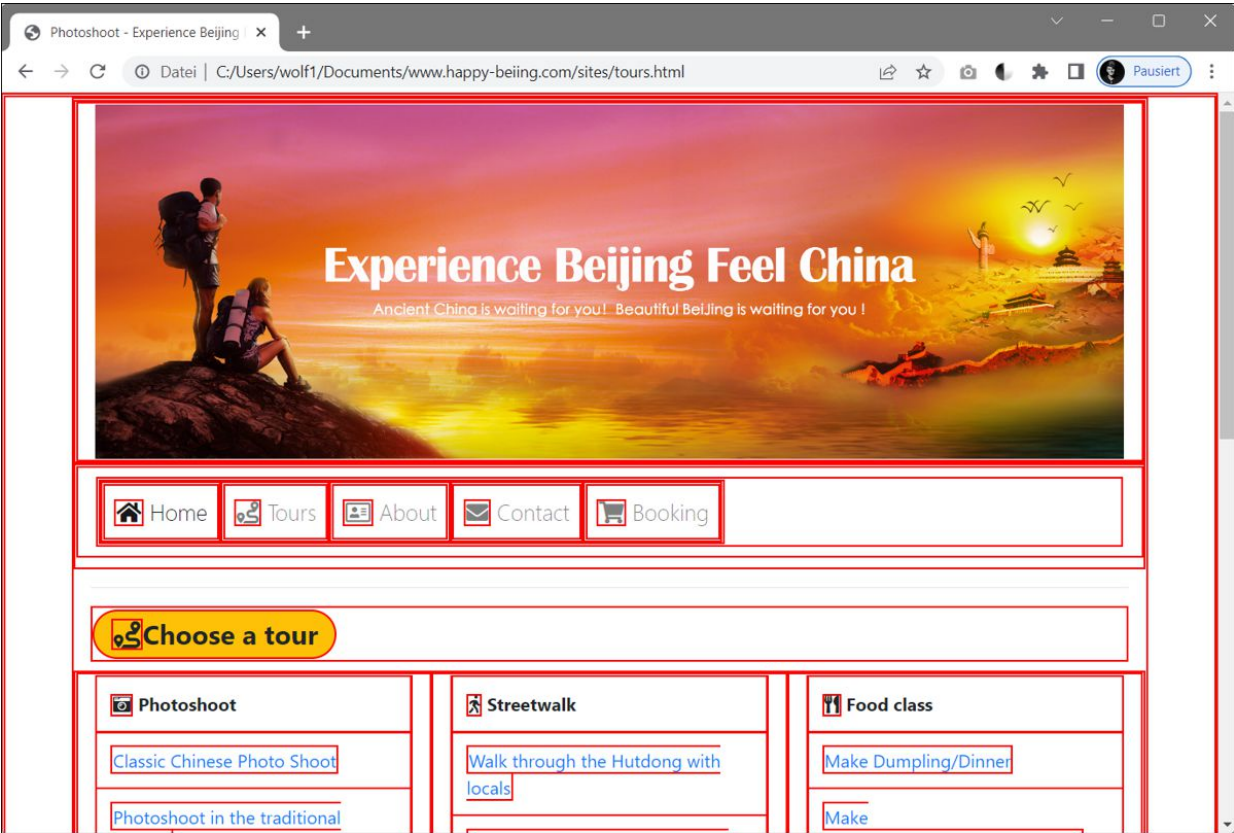 Photoshoot - Experience Beijing
Datei | C:/Users/wolf1/Documents/www.happy-beiing.com/sites/tours.html
Pausiert
Experience Beijing Feel China
Ancient China is waiting for you! Beautiful BeiJing is waiting for you !
Home Tours About Contact Booking
Choose a tour
Photoshoot
Classic Chinese Photo Shoot
Photoshoot in the traditional
Streetwalk
Walk through the Hutdong with
locals
Food class
Make Dumpling/Dinner
Make